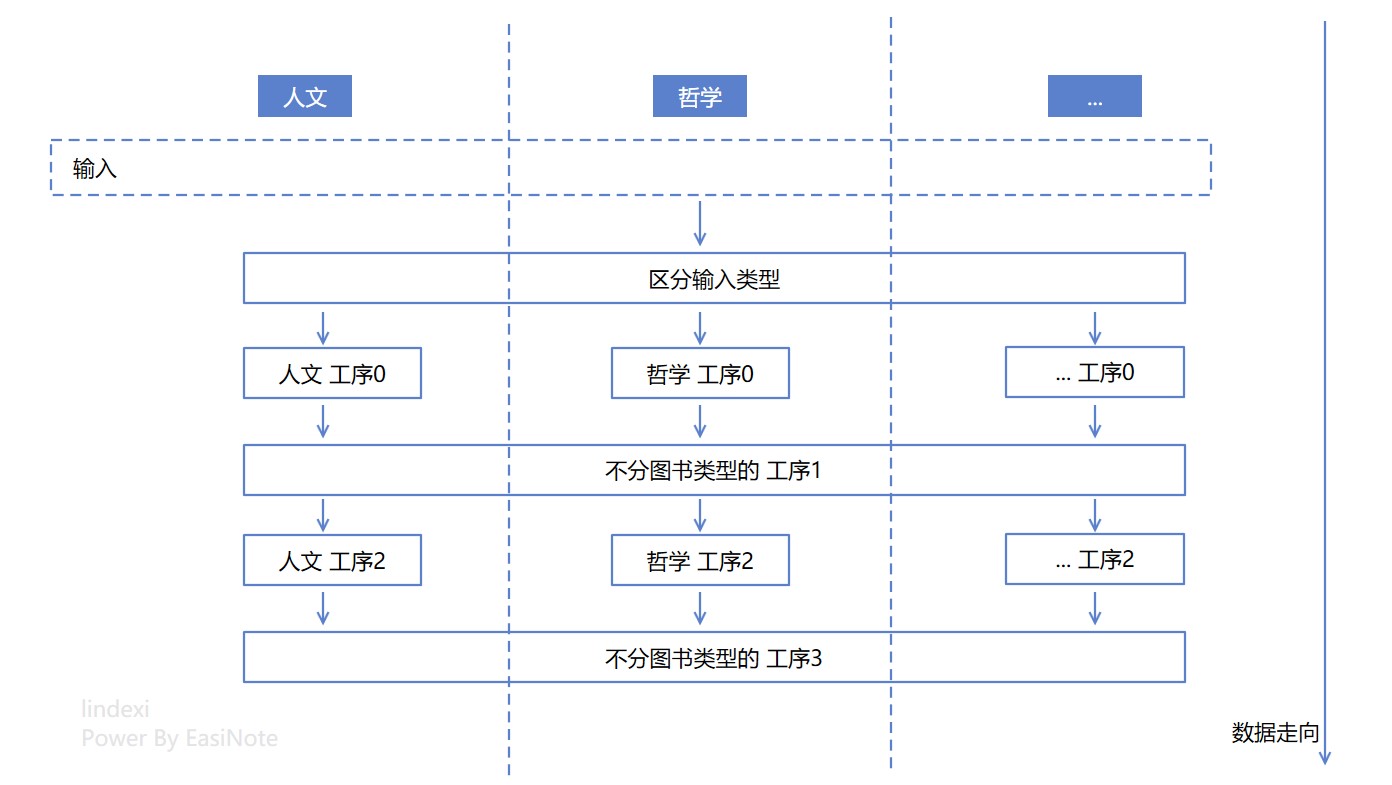 人文
哲学
...
输入
区分输入类型
人文 工序0
哲学 工序0
... 工序0
不分图书类型的 工序1
人文 工序2
哲学 工序2
... 工序2
不分图书类型的 工序3
lindexi
Power By EasiNote
数据走向